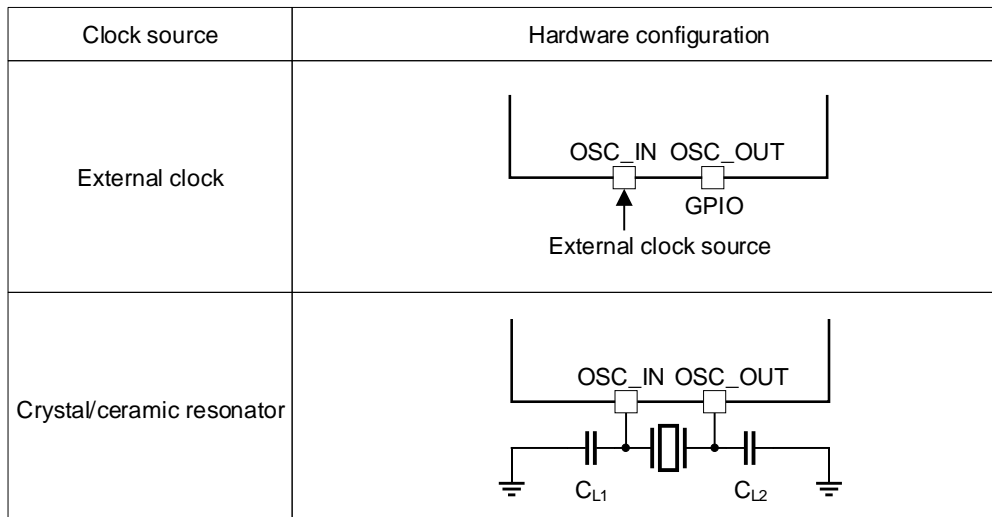 Clock source
Hardware configuration
External clock
OSC_IN OSC_OUT
GPIO
External clock source
Crystal/ceramic resonator
OSC_IN OSC_OUT
CL1
CL2